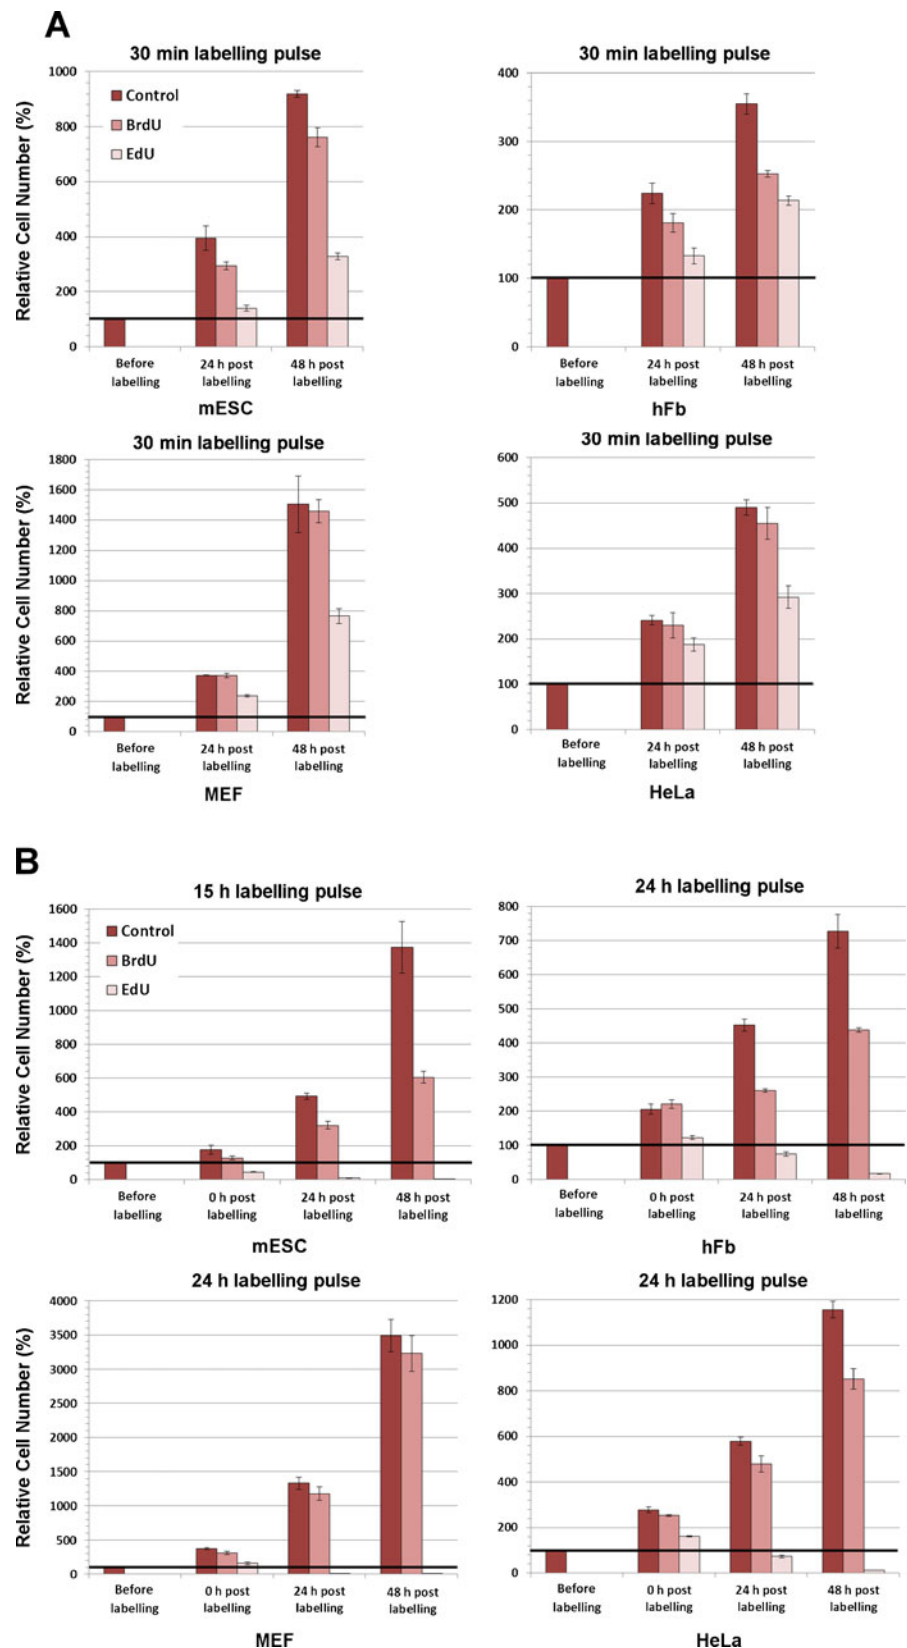 A
30 min labelling pulse
Relative Cell Number (%)
1000
800
600
400
200
0
Control
BrdU
EdU
Before labelling
24 h post labelling
48 h post labelling
mESC
30 min labelling pulse
400
300
200
100
0
Before labelling
24 h post labelling
48 h post labelling
hFb
30 min labelling pulse
Relative Cell Number (%)
1800
1600
1400
1200
1000
800
600
400
200
0
Before labelling
24 h post labelling
48 h post labelling
MEF
30 min labelling pulse
600
500
400
300
200
100
0
Before labelling
24 h post labelling
48 h post labelling
HeLa
B
15 h labelling pulse
Relative Cell Number (%)
1600
1400
1200
1000
800
600
400
200
0
Control
BrdU
EdU
Before labelling
0 h post labelling
24 h post labelling
48 h post labelling
mESC
24 h labelling pulse
800
700
600
500
400
300
200
100
0
Before labelling
0 h post labelling
24 h post labelling
48 h post labelling
hFb
24 h labelling pulse
Relative Cell Number (%)
4000
3500
3000
2500
2000
1500
1000
500
0
Before labelling
0 h post labelling
24 h post labelling
48 h post labelling
MEF
24 h labelling pulse
1200
1000
800
600
400
200
0
Before labelling
0 h post labelling
24 h post labelling
48 h post labelling
HeLa